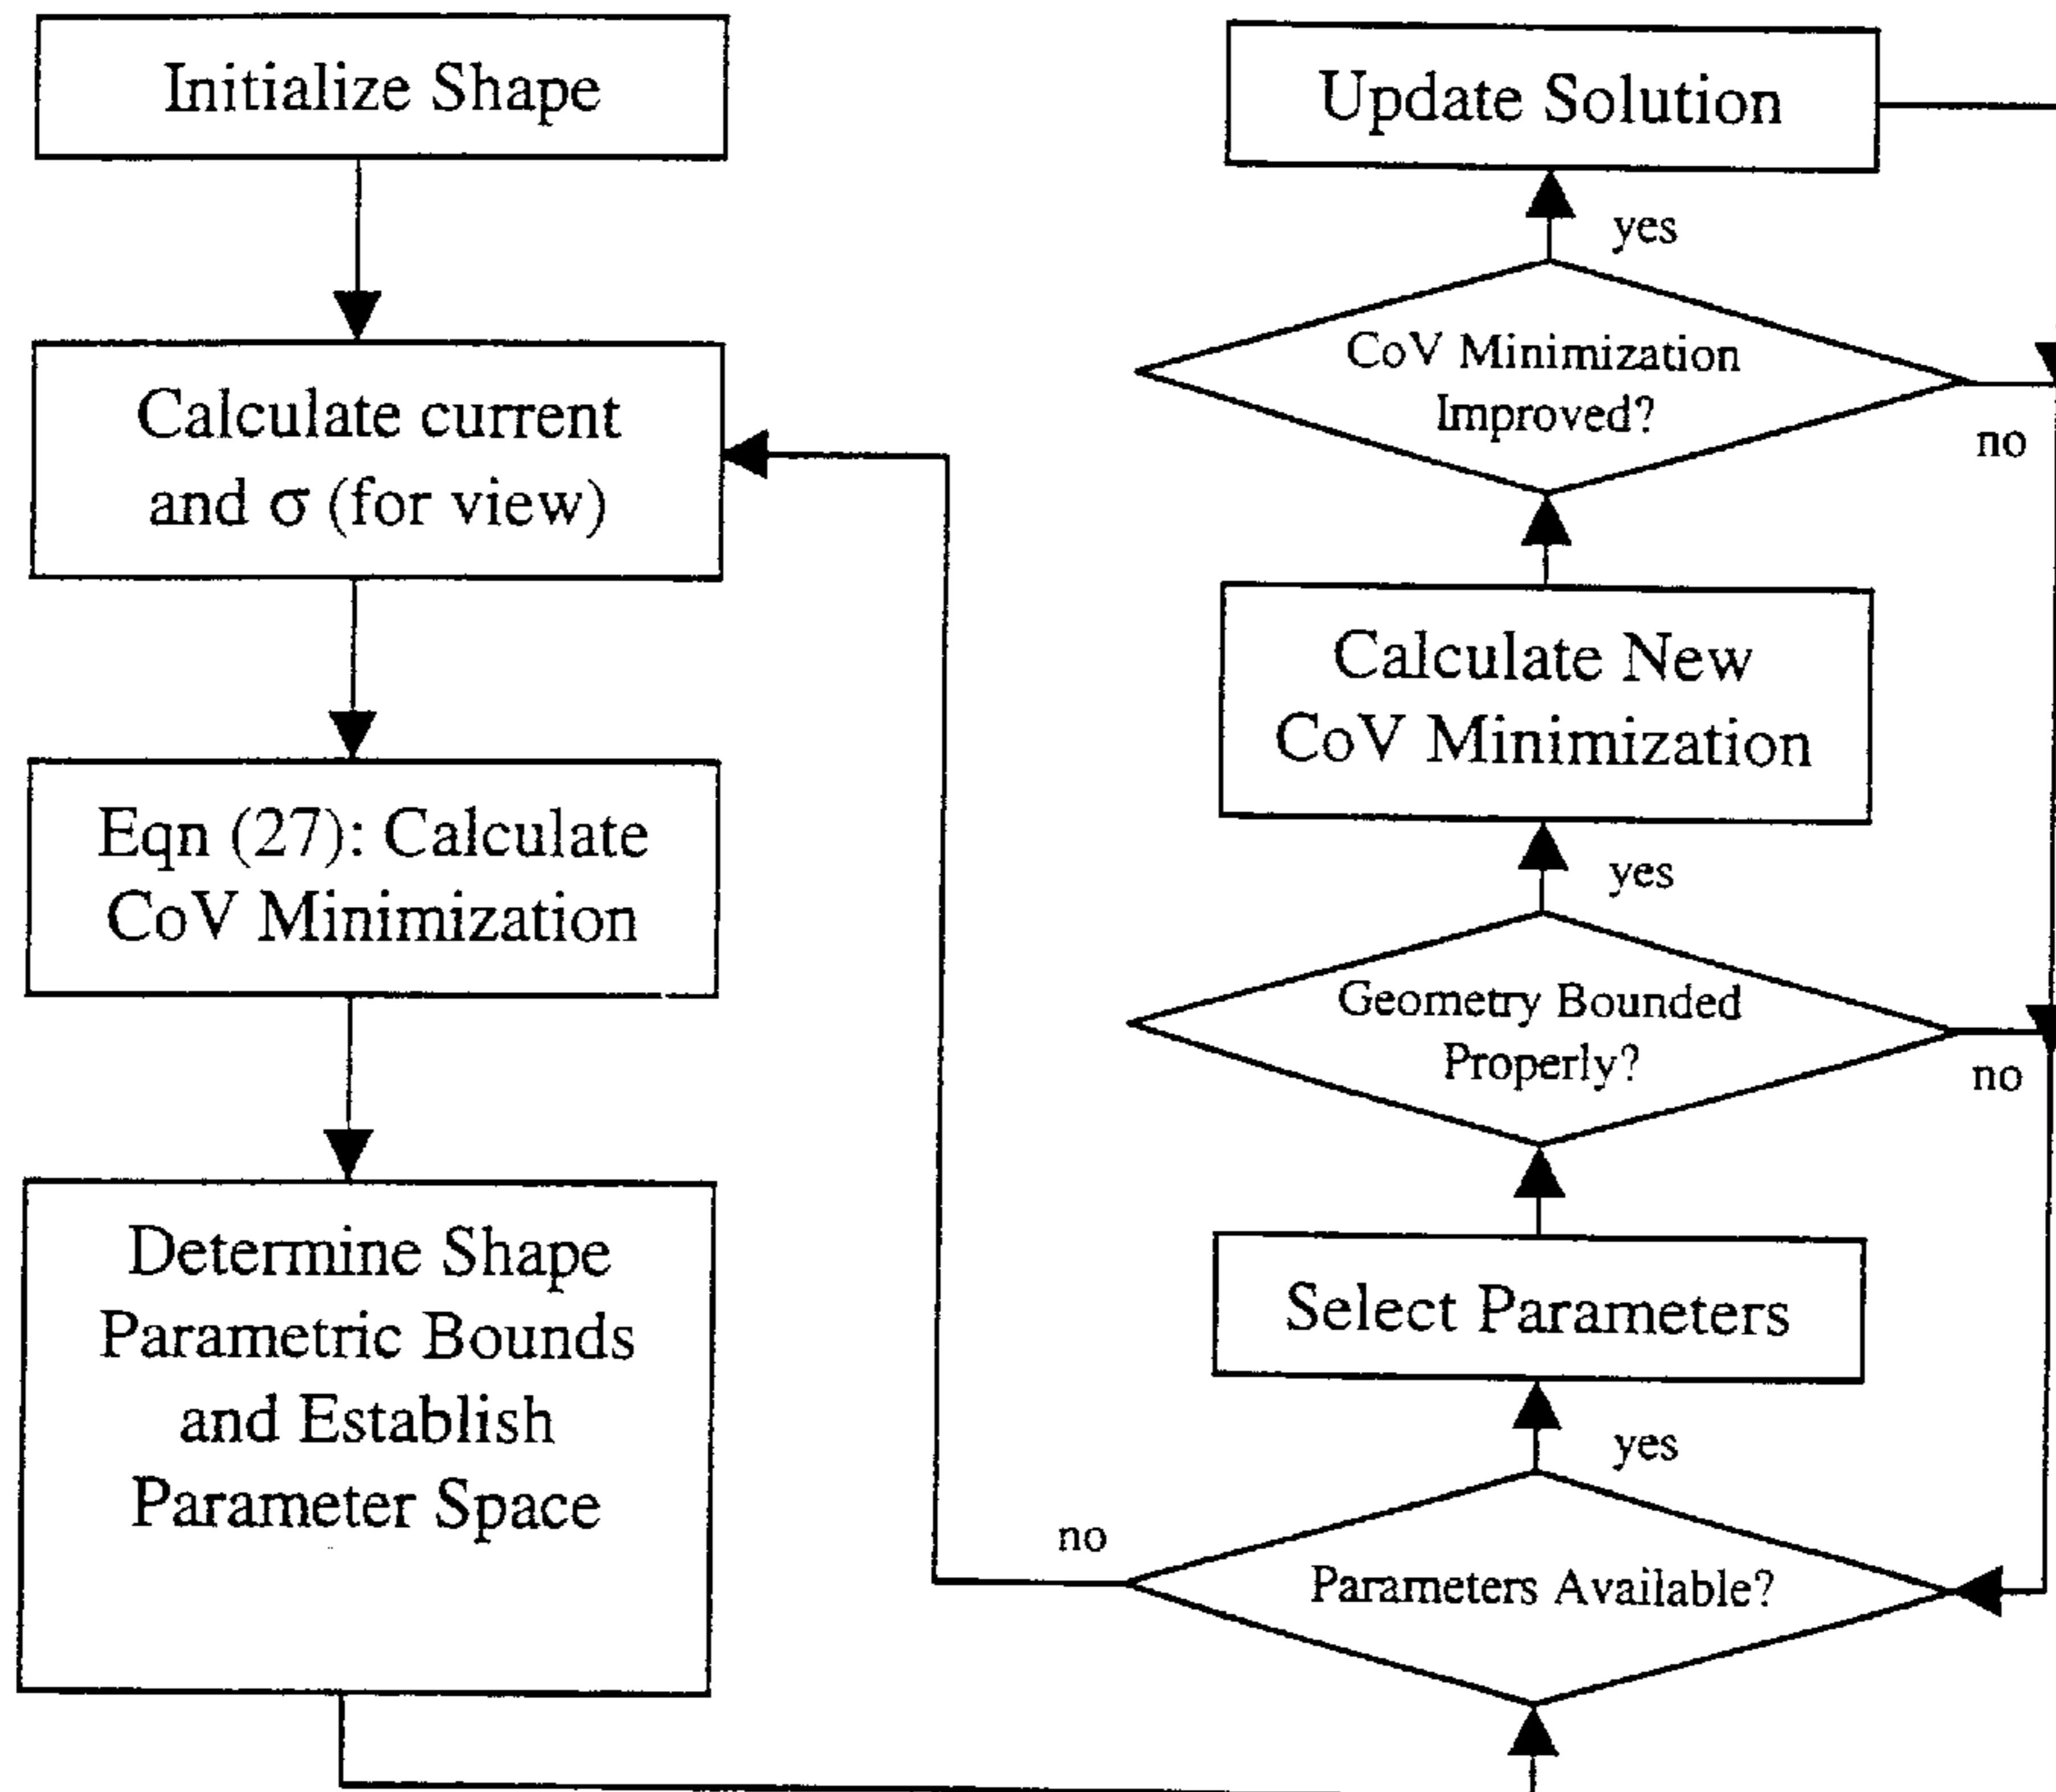 Initialize Shape
Calculate current
and σ (for view)
Eqn (27): Calculate
CoV Minimization
Determine Shape
Parametric Bounds
and Establish
Parameter Space
Update Solution
yes
CoV Minimization
Improved?
no
Calculate New
CoV Minimization
yes
Geometry Bounded
Properly?
no
Select Parameters
yes
no
Parameters Available?